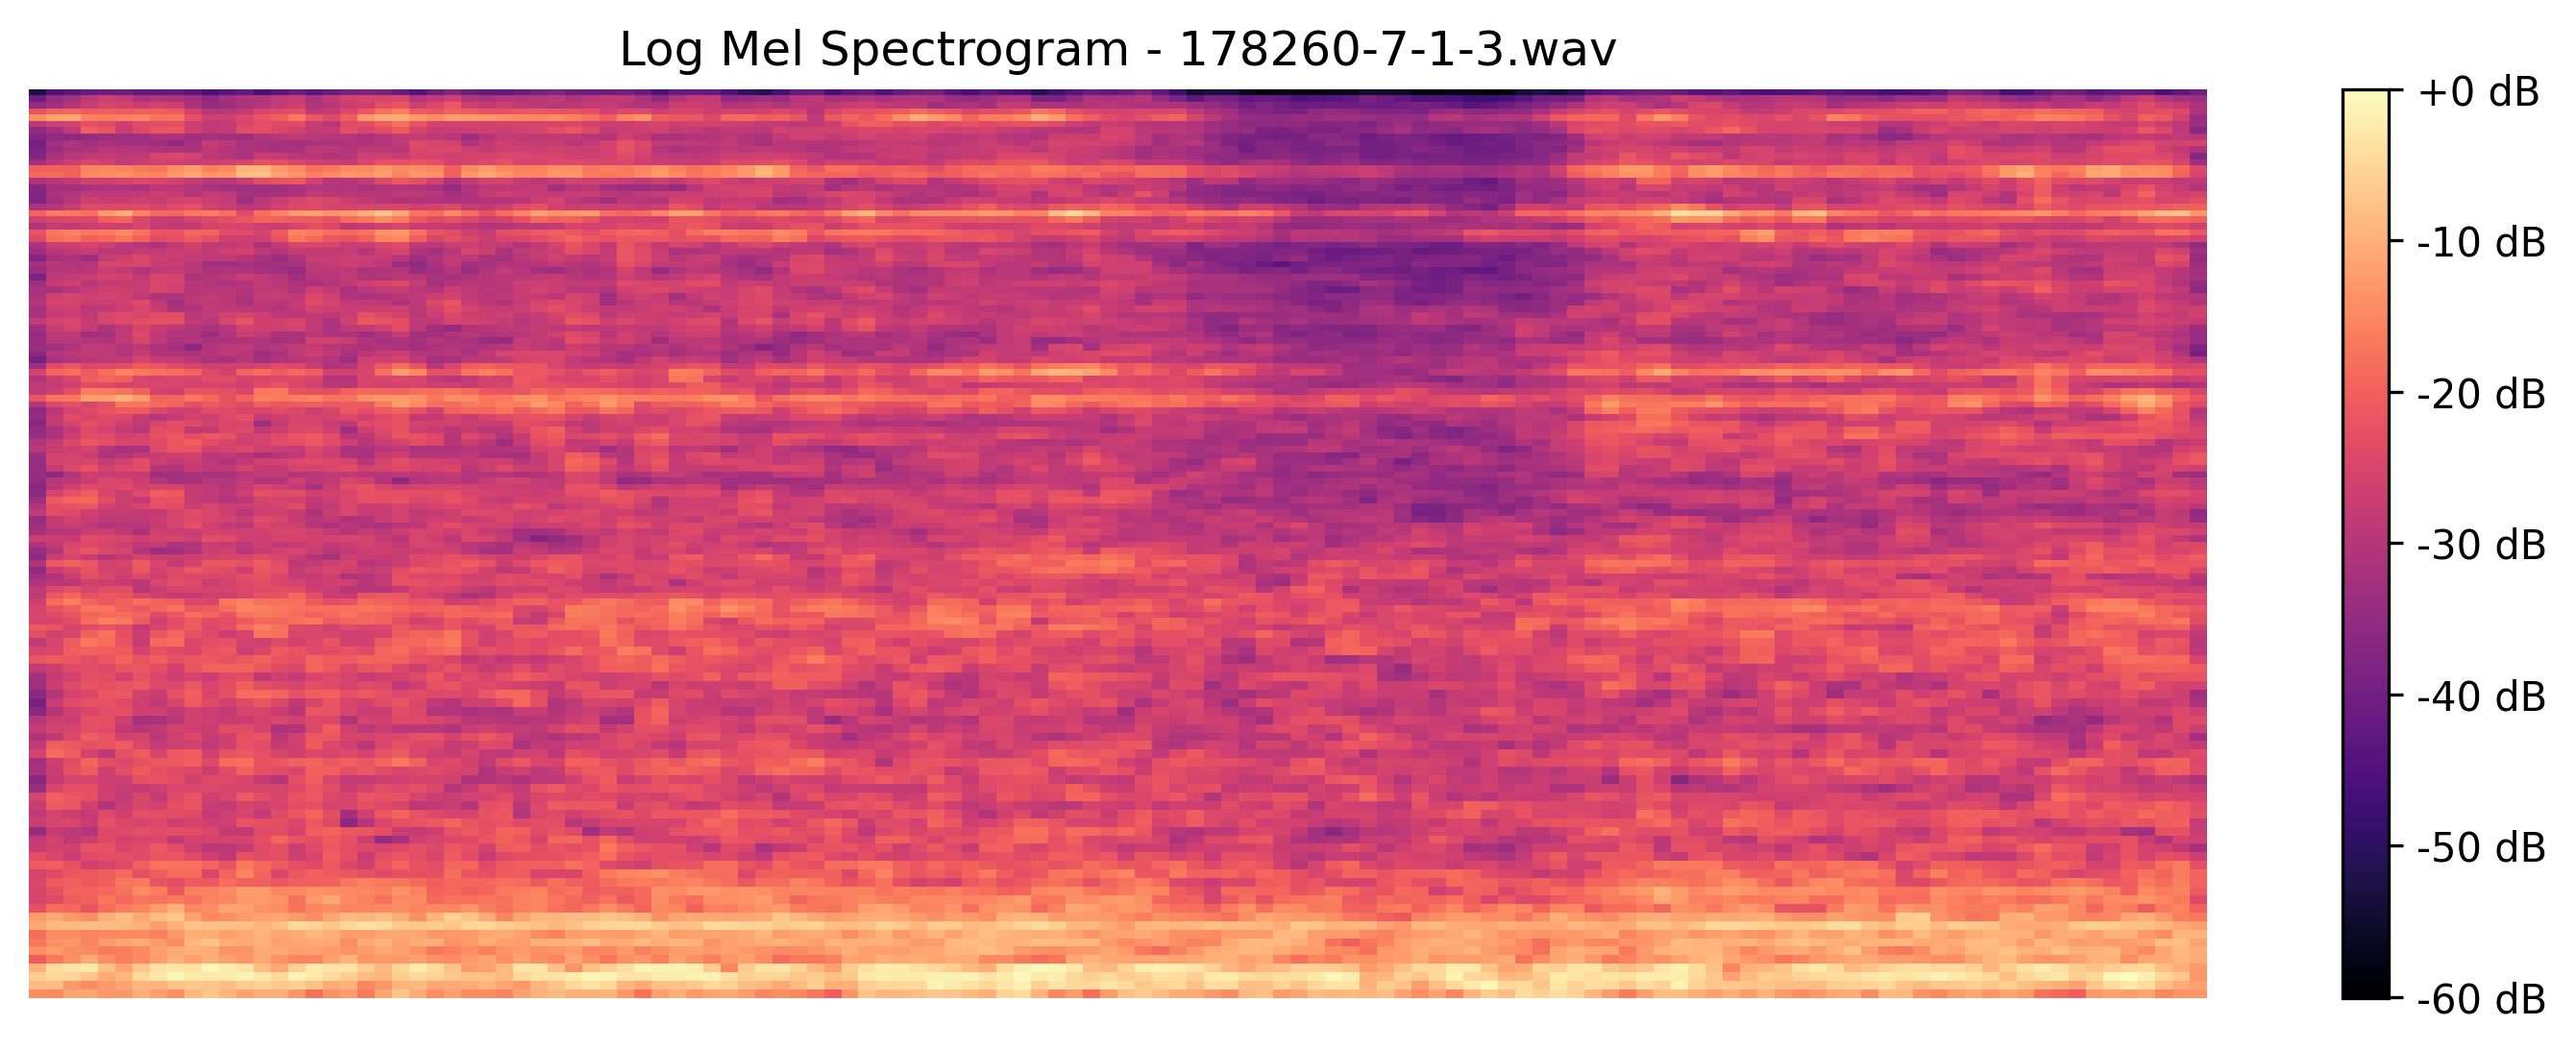 Log Mel Spectrogram - 178260-7-1-3.wav
+0 dB
-10 dB
-20 dB
-30 dB
-40 dB
-50 dB
-60 dB